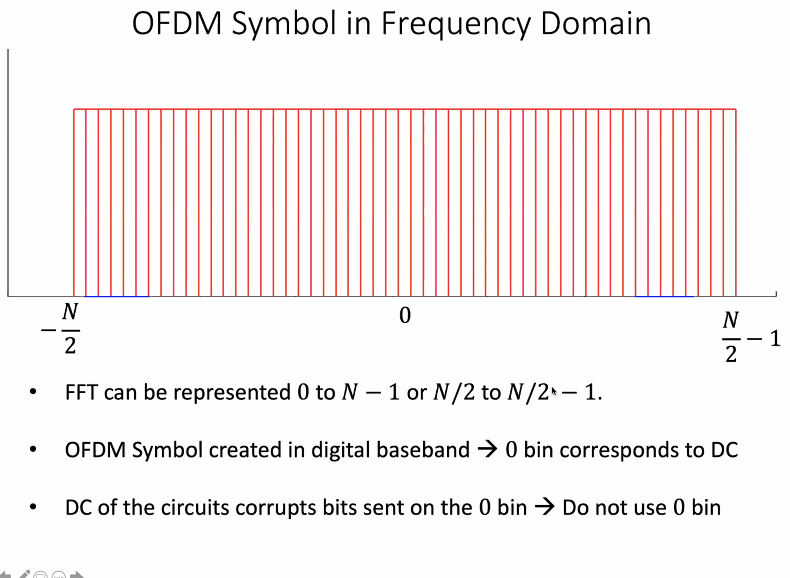 OFDM Symbol in Frequency Domain
−N/2
0
N/2 − 1
• FFT can be represented 0 to N − 1 or N/2 to N/2 − 1.
• OFDM Symbol created in digital baseband → 0 bin corresponds to DC
• DC of the circuits corrupts bits sent on the 0 bin → Do not use 0 bin